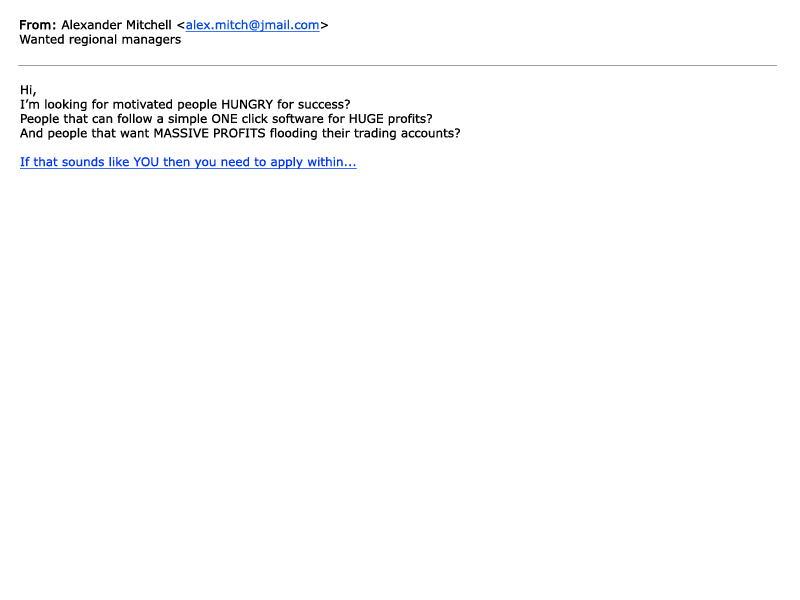 From: Alexander Mitchell <alex.mitch@jmail.com>
Wanted regional managers
Hi,
I'm looking for motivated people HUNGRY for success?
People that can follow a simple ONE click software for HUGE profits?
And people that want MASSIVE PROFITS flooding their trading accounts?
If that sounds like YOU then you need to apply within...